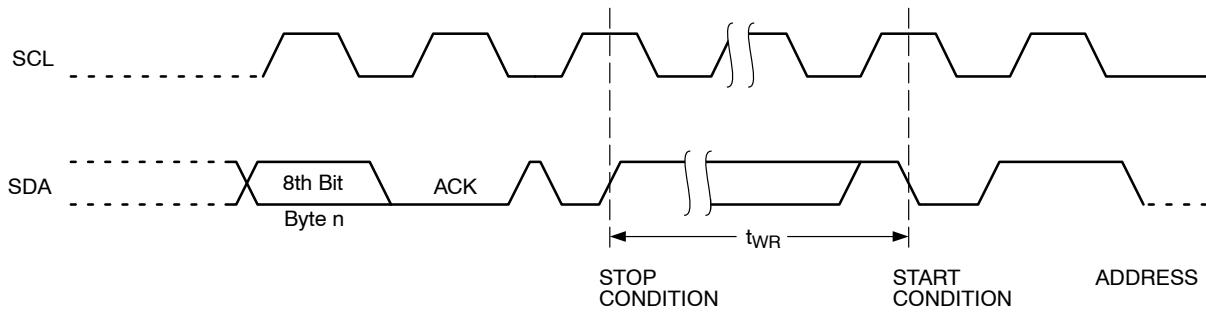 SCL
SDA
8th Bit
ACK
Byte n
tWR
STOP
CONDITION
START
CONDITION
ADDRESS